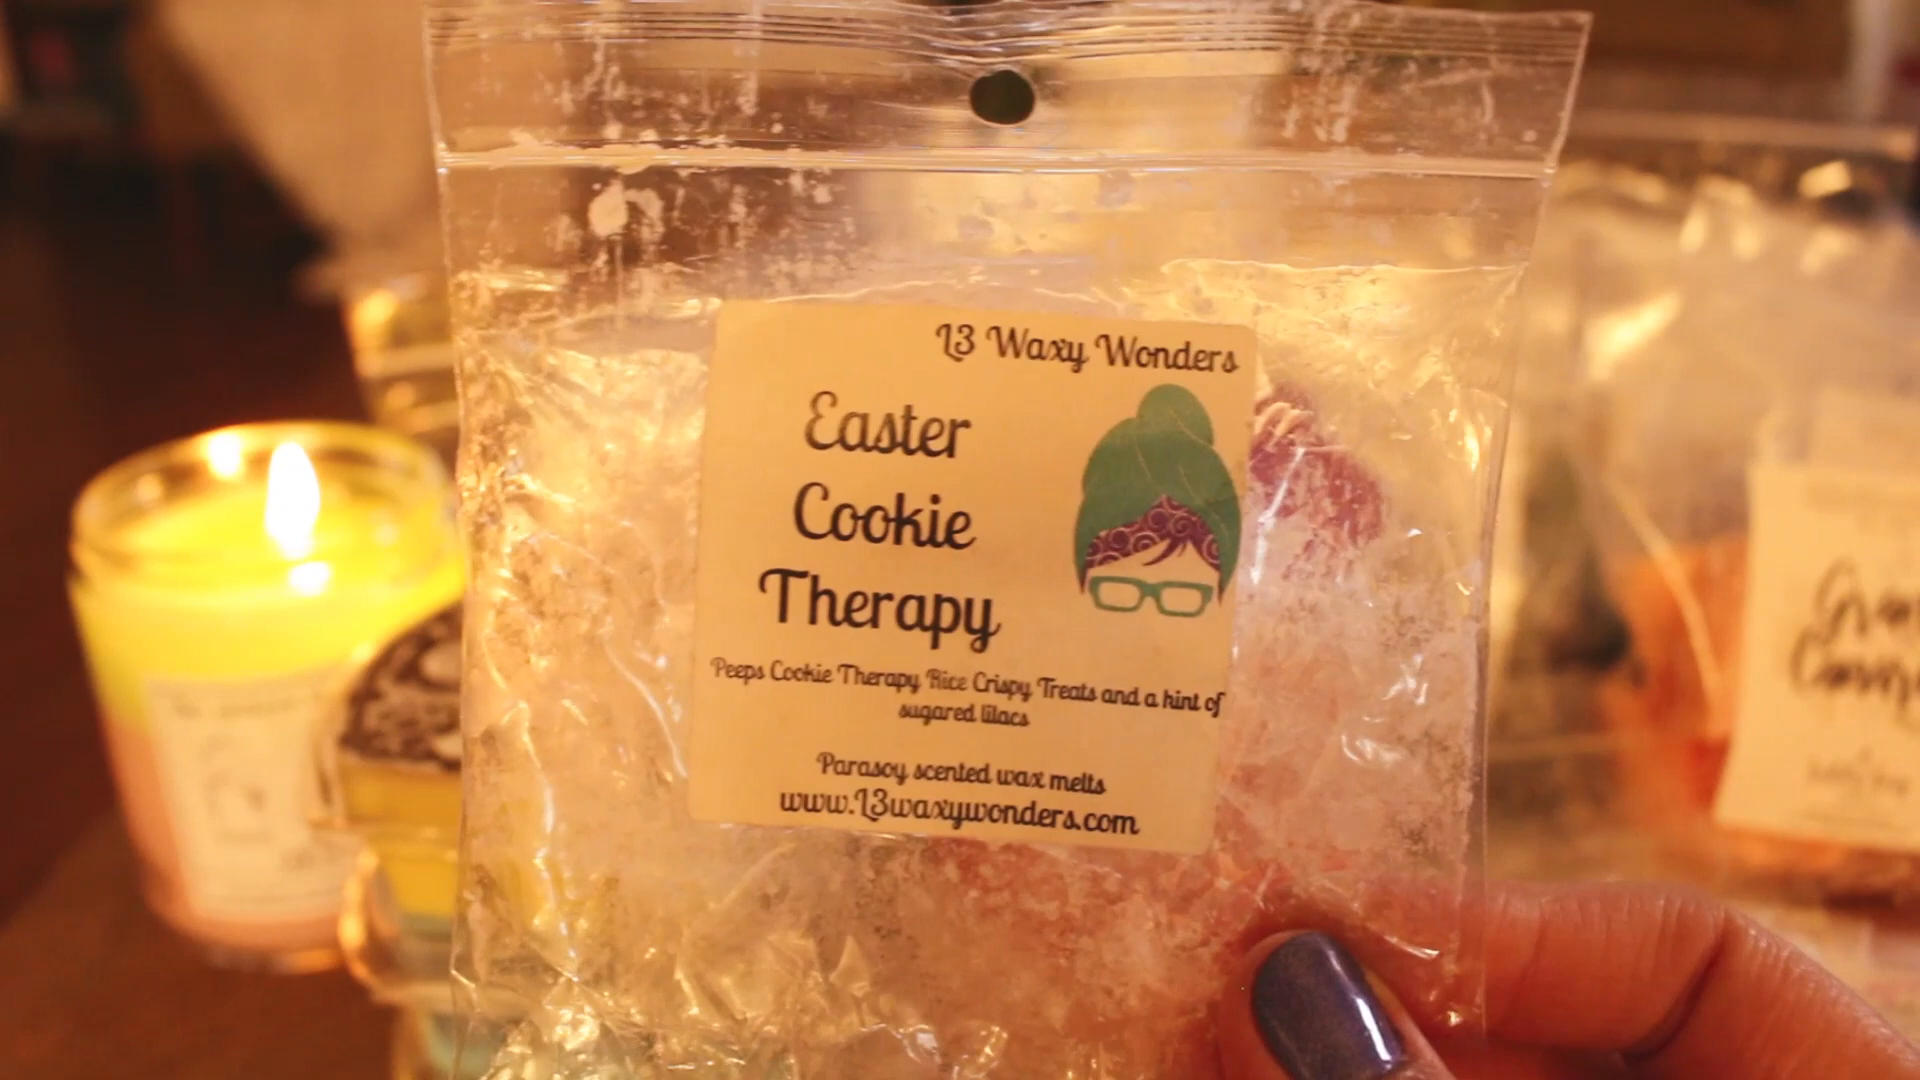 L3 Waxy Wonders
Easter
Cookie
Therapy
Peeps Cookie Therapy Rice Crispy Treats and a hint of
sugared lilacs
Parasoy scented wax melts
www.L3waxywonders.com